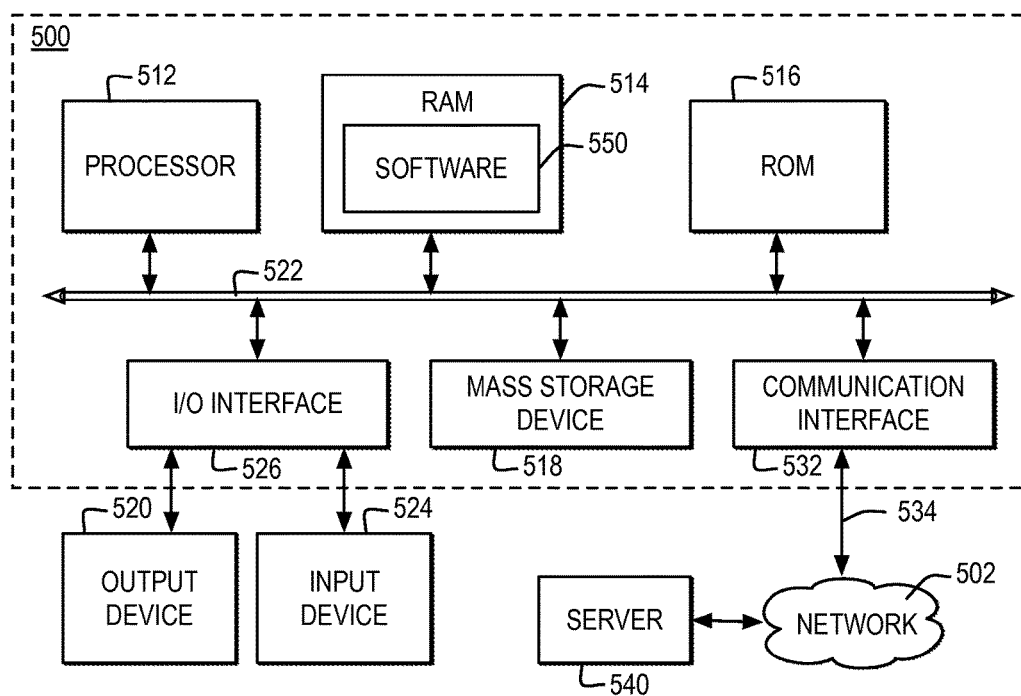 500
512
514
516
RAM
PROCESSOR
SOFTWARE
550
ROM
522
I/O INTERFACE
MASS STORAGE
DEVICE
COMMUNICATION
INTERFACE
526
518
532
520
524
534
OUTPUT
DEVICE
INPUT
DEVICE
SERVER
540
NETWORK
502